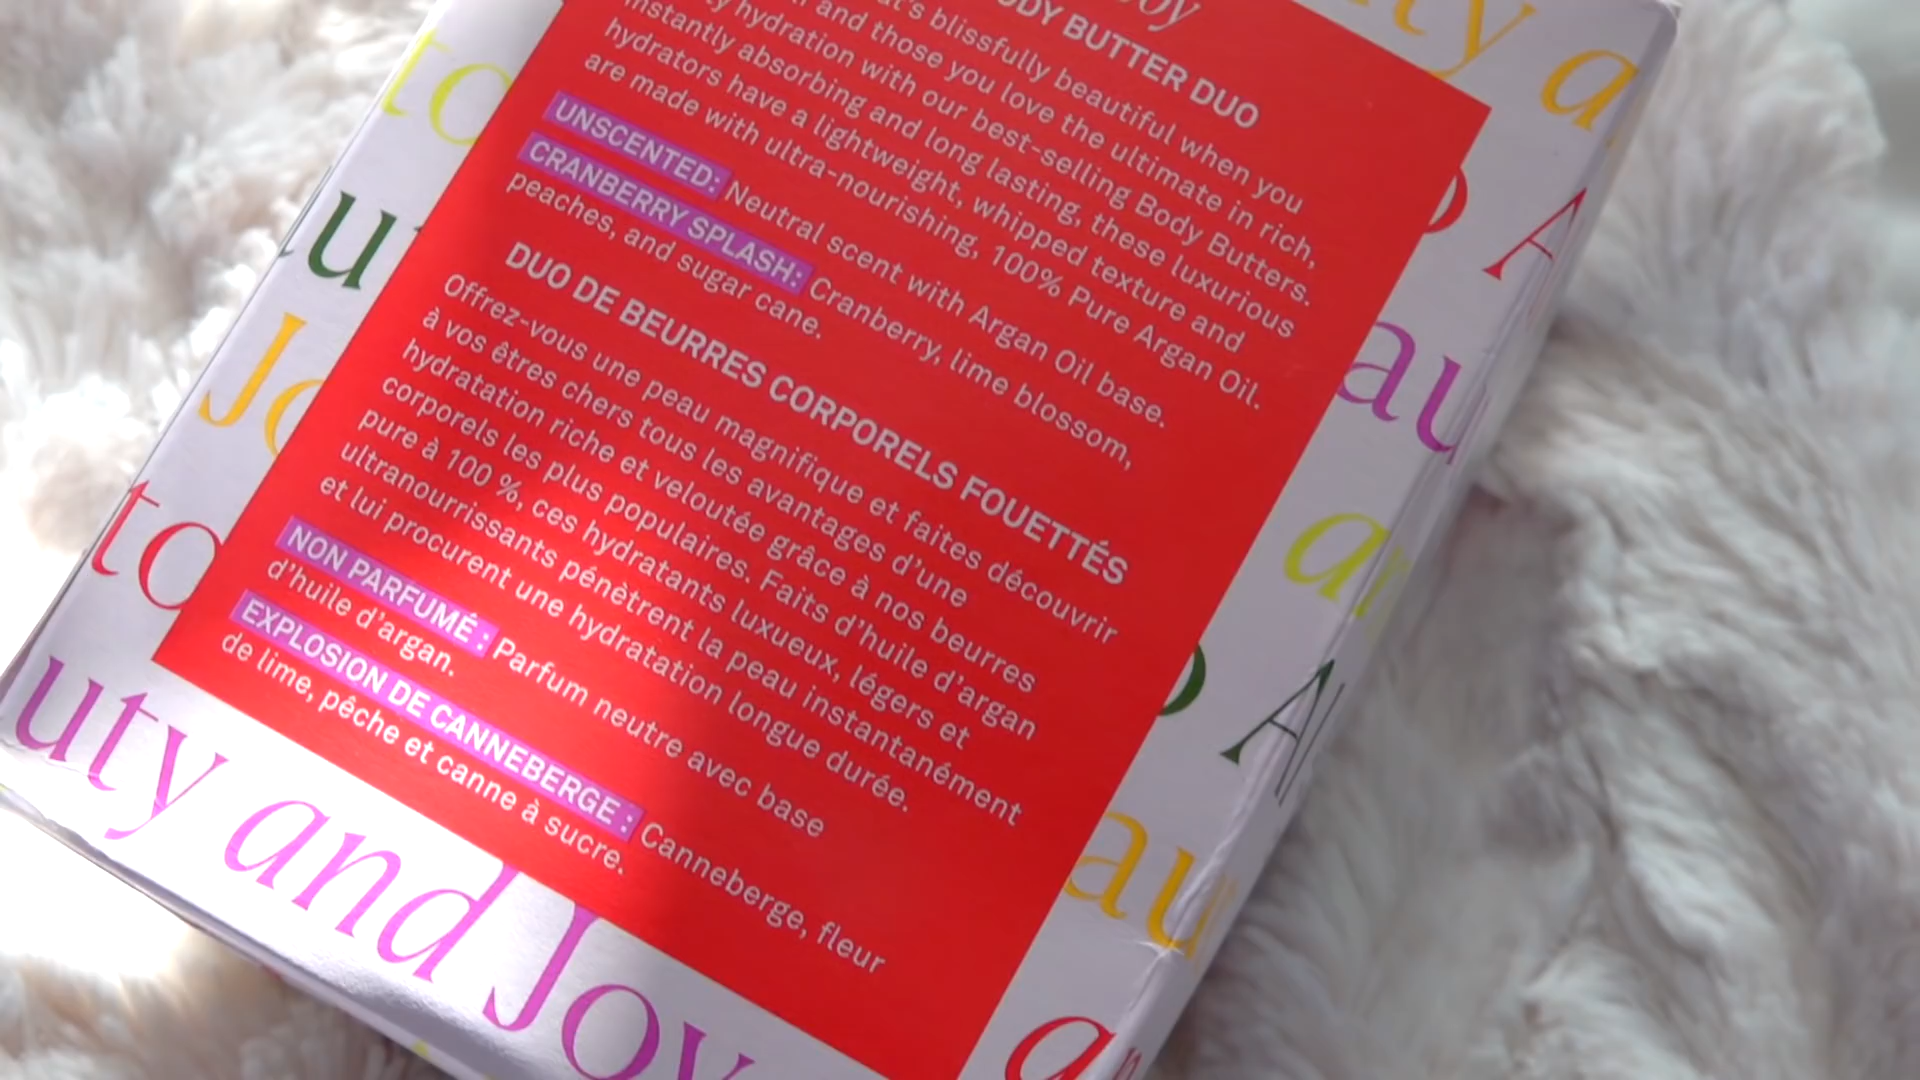 BODY BUTTER DUO
blissfully beautiful when you
and those you love the ultimate in rich,
hydration with our best-selling Body Butters.
instantly absorbing and long lasting, these luxurious
hydrators have a lightweight, whipped texture and
are made with ultra-nourishing, 100% Pure Argan Oil.
UNSCENTED: Neutral scent with Argan Oil base.
CRANBERRY SPLASH: Cranberry, lime blossom,
peaches, and sugar cane.
DUO DE BEURRES CORPORELS FOUETTÉS
Offrez-vous une peau magnifique et faites découvrir
à vos êtres chers tous les avantages d'une
hydratation riche et veloutée grâce à nos beurres
corporels les plus populaires. Faits d'huile d'argan
pure à 100 %, ces hydratants luxueux, légers et
ultranourrissants pénètrent la peau instantanément
et lui procurent une hydratation longue durée.
NON PARFUMÉ : Parfum neutre avec base
d'huile d'argan.
EXPLOSION DE CANNEBERGE : Canneberge, fleur
de lime, pêche et canne à sucre.
to
Jo
to
uty and Joy